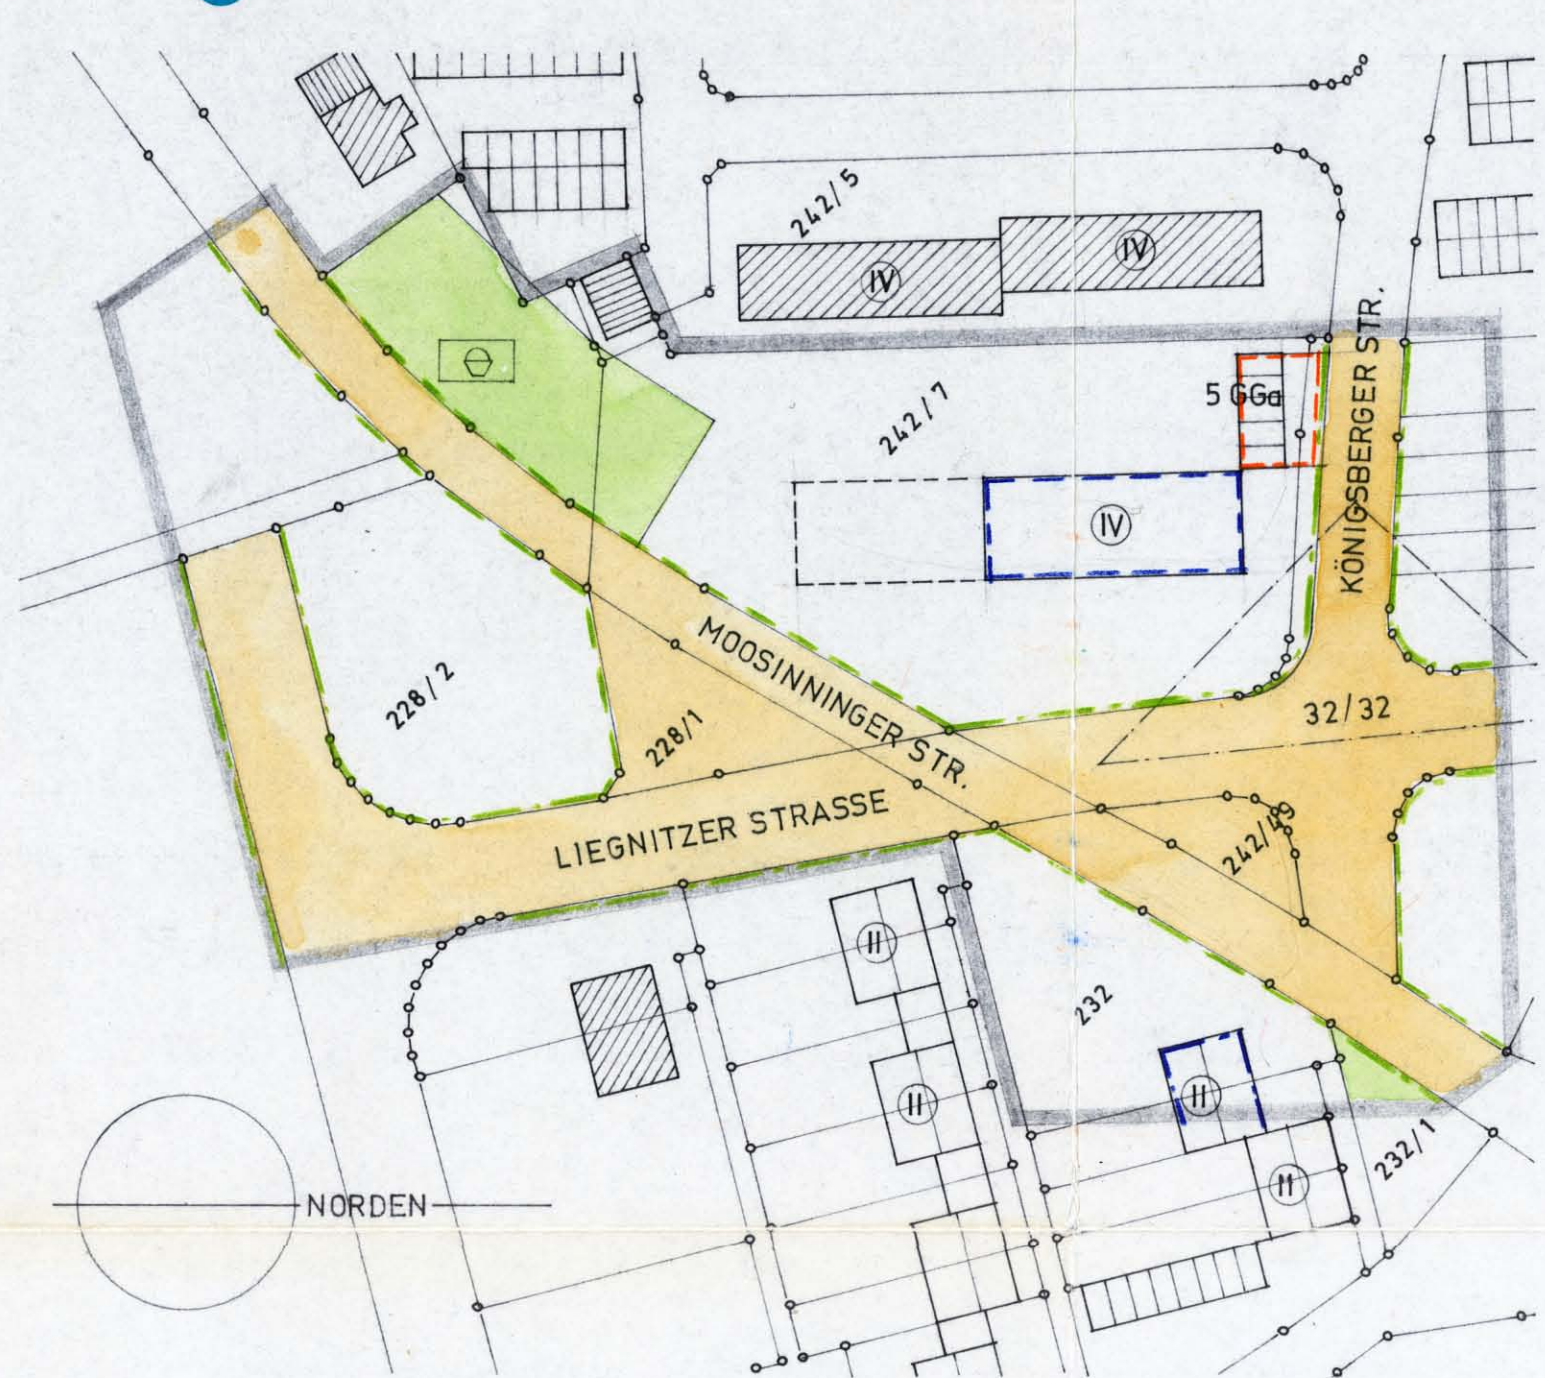 242/5
IV
IV
KÖNIGSBERGER STR.
5 GGa
242/7
IV
MOOSINNINGER STR.
228/2
228/1
32/32
LIEGNITZER STRASSE
242/49
II
232
II
II
II
232/1
NORDEN